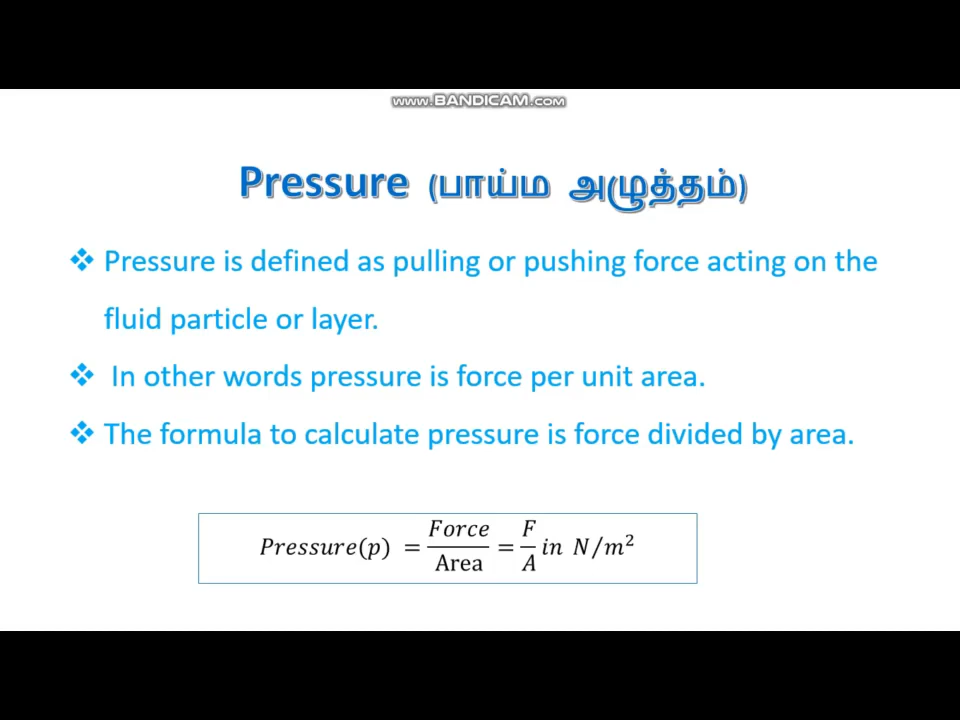 www.BANDICAM.com
Pressure (பாய்ம அழுத்தம்)
❖ Pressure is defined as pulling or pushing force acting on the
fluid particle or layer.
❖ In other words pressure is force per unit area.
❖ The formula to calculate pressure is force divided by area.
Pressure(p) = Force/Area = F/A in N/m²